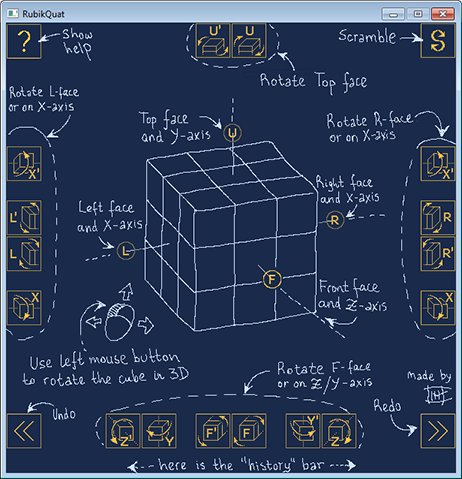 RubikQuat
?
Show
help
U'
U
Scramble
S
Rotate Top face
Rotate L-face
or on X-axis
Top face
and Y-axis
U
Rotate R-face
or on X-axis
X'
X'
Right face
and X-axis
L'
Left face
and X-axis
R
R
L
L
R'
F
X
X
Front face
and Z-axis
Use left mouse button
to rotate the cube in 3D
Rotate F-face
or on Z/Y-axis
made by
Undo
Redo
Z'
Y
F'
F
Y'
Z
here is the "history" bar